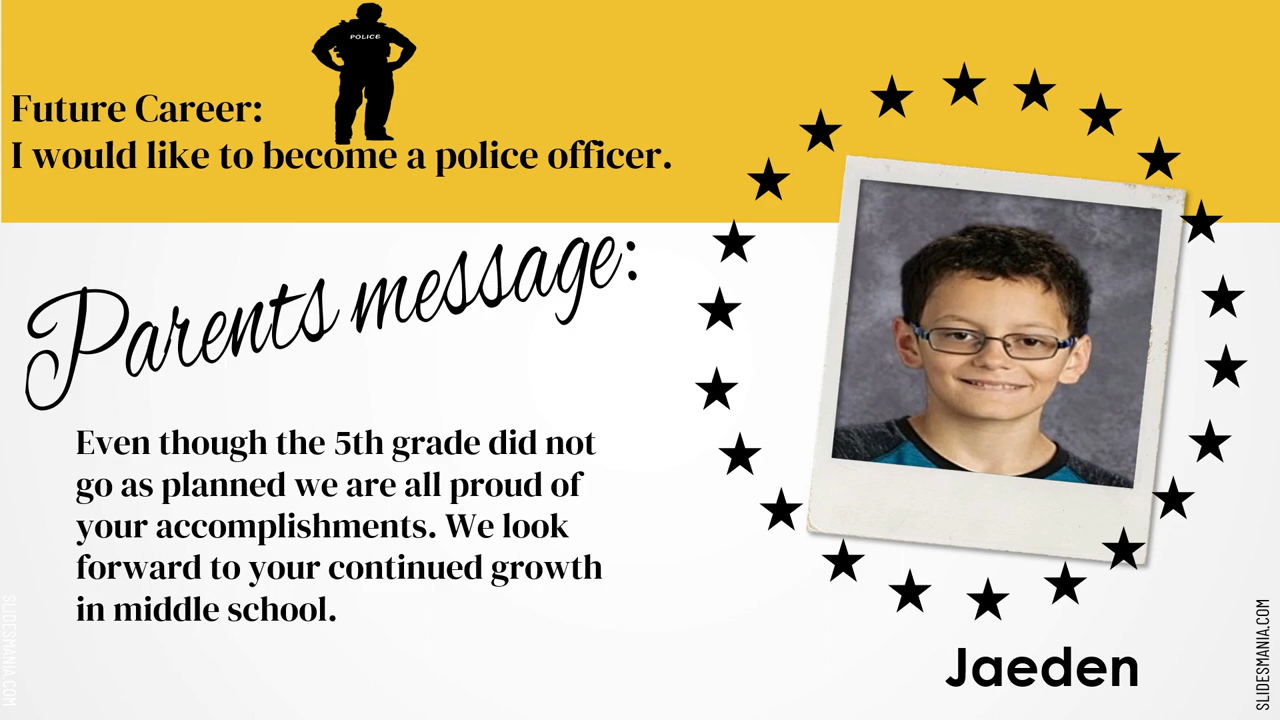 POLICE
Future Career:
I would like to become a police officer.
Parents message:
Even though the 5th grade did not
go as planned we are all proud of
your accomplishments. We look
forward to your continued growth
in middle school.
Jaeden
SLIDESMANIA.COM
SLIDESMANIA.COM